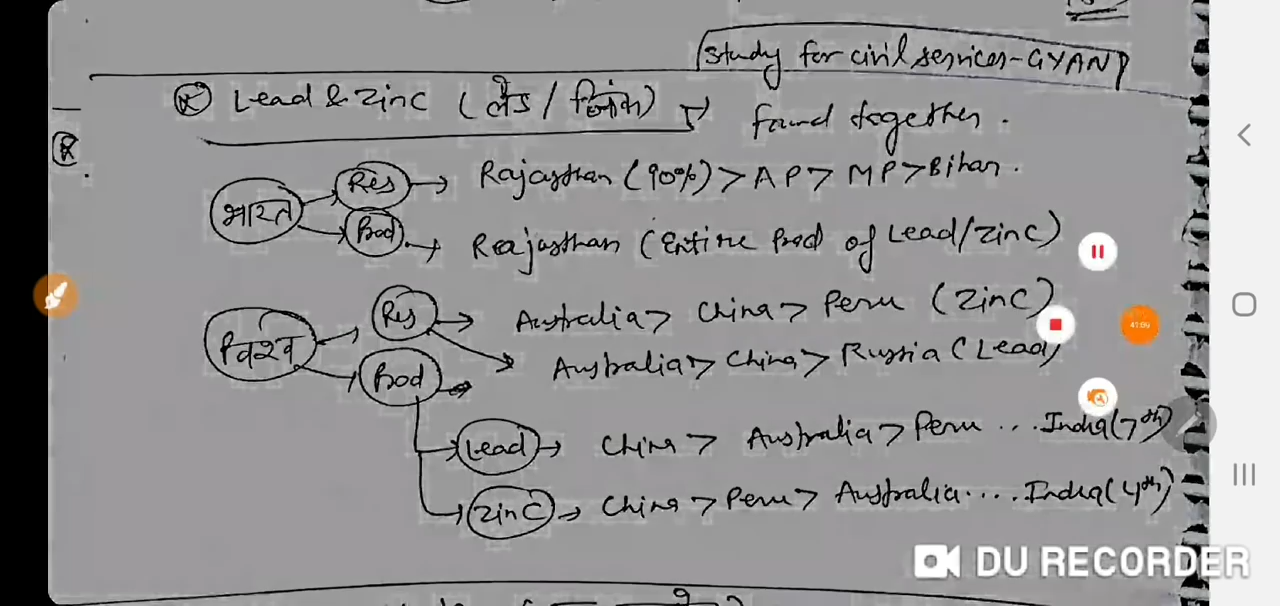 Study for civil services-GYAN
Lead & Zinc (लेड / जिंक) → found together.
भारत
Res → Rajasthan (90%) > AP > MP > Bihar.
Prod. → Rajasthan (Entire Prod of Lead/Zinc)
विश्व
Res → Australia > China > Peru (Zinc)
Australia > China > Russia (Lead)
Prod
Lead → China > Australia > Peru ... India (7th)
Zinc → China > Peru > Australia.... India (4th)
41:09
DU RECORDER